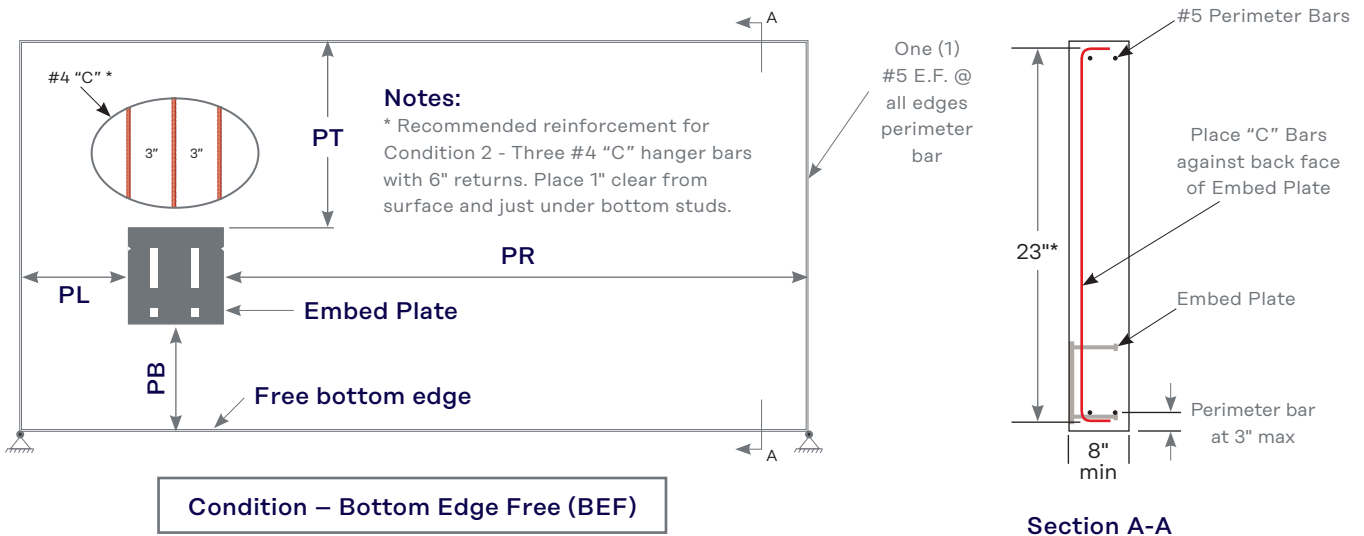 A
#4 “C” *
3"
3"
PT
Notes:
* Recommended reinforcement for
Condition 2 - Three #4 “C” hanger bars
with 6" returns. Place 1" clear from
surface and just under bottom studs.
One (1)
#5 E.F. @
all edges
perimeter
bar
PL
PR
Embed Plate
PB
Free bottom edge
A
Condition – Bottom Edge Free (BEF)
#5 Perimeter Bars
Place “C” Bars
against back face
of Embed Plate
23"*
Embed Plate
Perimeter bar
at 3" max
8"
min
Section A-A